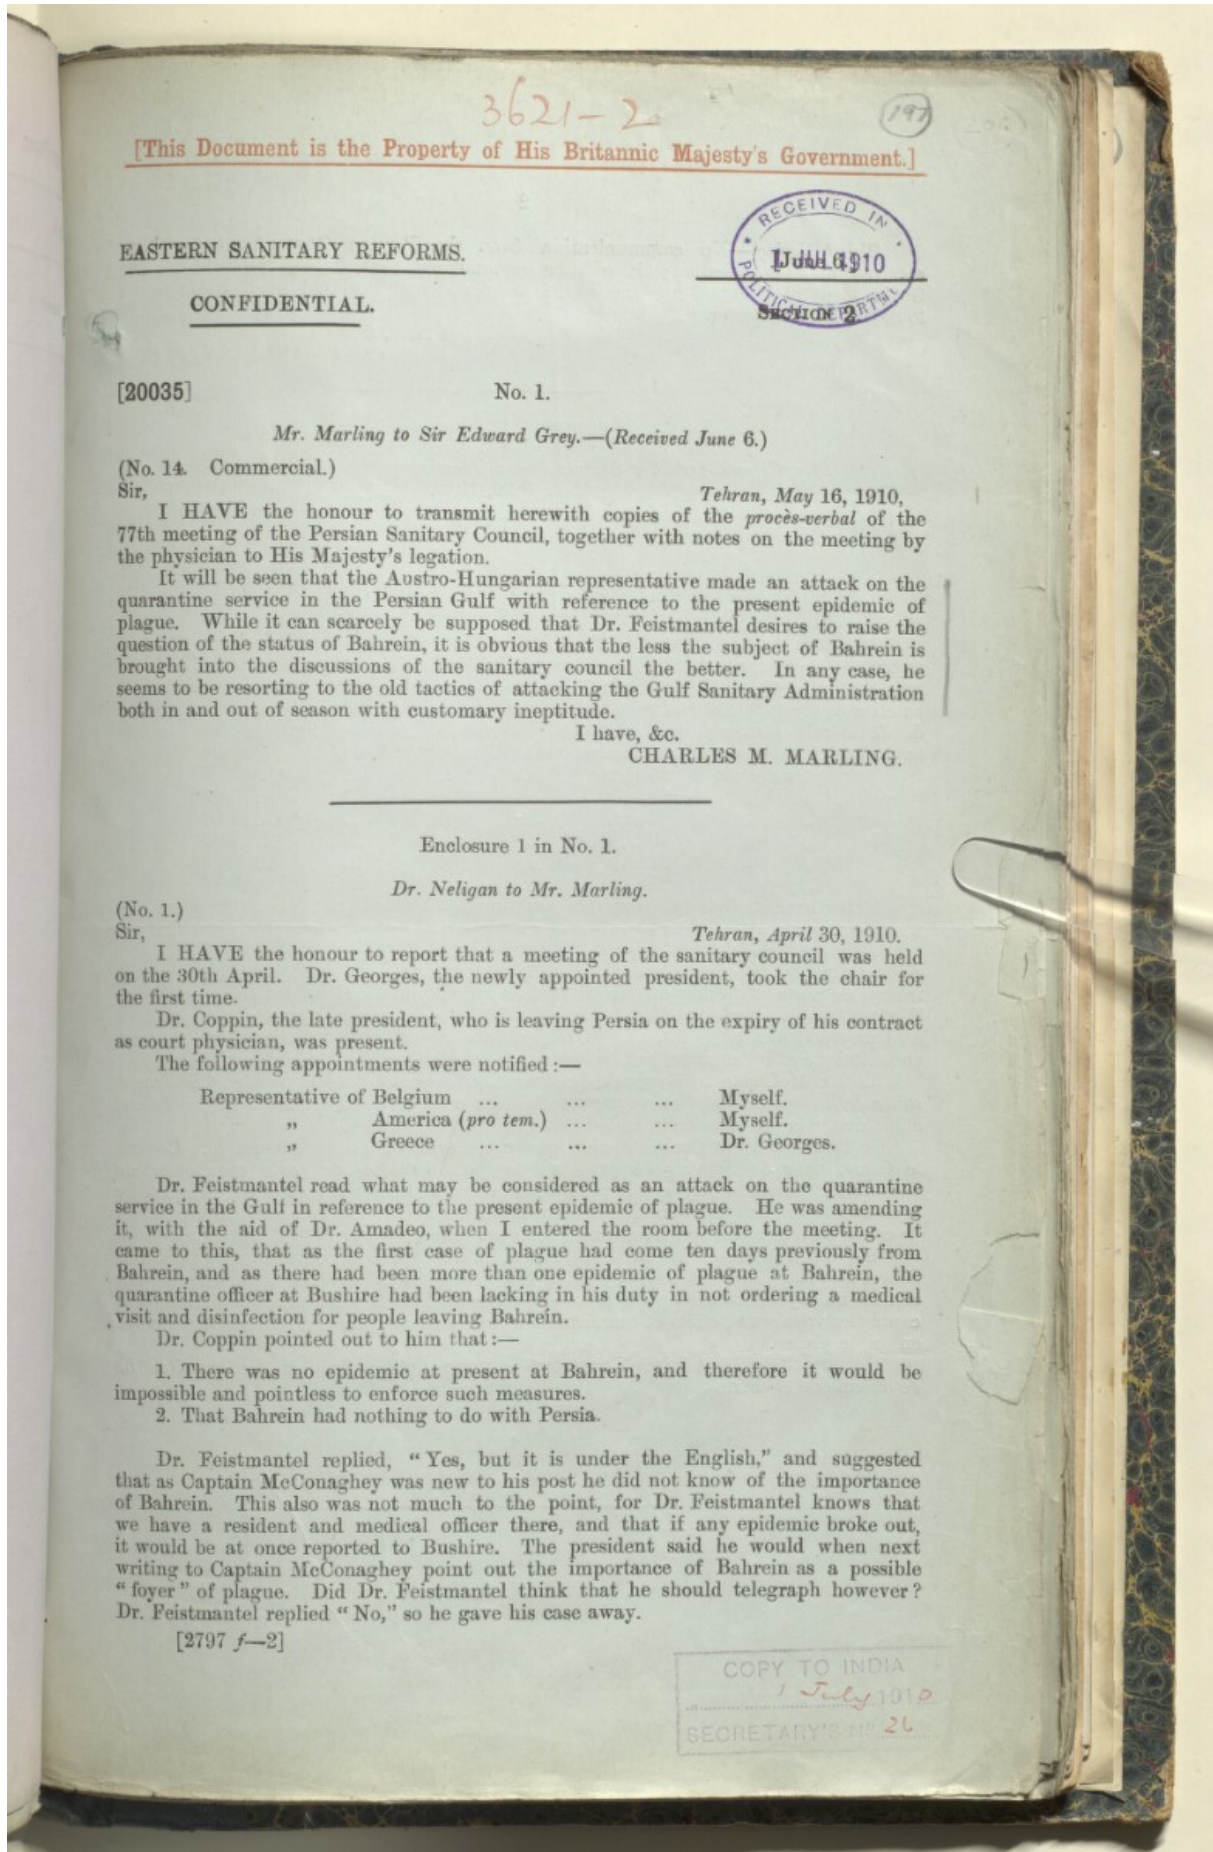 3621-2
197
[This Document is the Property of His Britannic Majesty's Government.]
RECEIVED IN
EASTERN SANITARY REFORMS.
[June 6.]
1 JUL 1910
POLITICAL DEPARTMENT
CONFIDENTIAL.
SECTION 2.
[20035]
No. 1.
Mr. Marling to Sir Edward Grey.—(Received June 6.)
(No. 14. Commercial.)
Sir,
Tehran, May 16, 1910.
I HAVE the honour to transmit herewith copies of the procès-verbal of the
77th meeting of the Persian Sanitary Council, together with notes on the meeting by
the physician to His Majesty's legation.
It will be seen that the Austro-Hungarian representative made an attack on the
quarantine service in the Persian Gulf with reference to the present epidemic of
plague. While it can scarcely be supposed that Dr. Feistmantel desires to raise the
question of the status of Bahrein, it is obvious that the less the subject of Bahrein is
brought into the discussions of the sanitary council the better. In any case, he
seems to be resorting to the old tactics of attacking the Gulf Sanitary Administration
both in and out of season with customary ineptitude.
I have, &c.
CHARLES M. MARLING.
Enclosure 1 in No. 1.
Dr. Neligan to Mr. Marling.
(No. 1.)
Sir,
Tehran, April 30, 1910.
I HAVE the honour to report that a meeting of the sanitary council was held
on the 30th April. Dr. Georges, the newly appointed president, took the chair for
the first time.
Dr. Coppin, the late president, who is leaving Persia on the expiry of his contract
as court physician, was present.
The following appointments were notified :—
Representative of Belgium ... ... ... Myself.
„ America (pro tem.) ... ... Myself.
„ Greece ... ... ... Dr. Georges.
Dr. Feistmantel read what may be considered as an attack on the quarantine
service in the Gulf in reference to the present epidemic of plague. He was amending
it, with the aid of Dr. Amadeo, when I entered the room before the meeting. It
came to this, that as the first case of plague had come ten days previously from
Bahrein, and as there had been more than one epidemic of plague at Bahrein, the
quarantine officer at Bushire had been lacking in his duty in not ordering a medical
visit and disinfection for people leaving Bahrein.
Dr. Coppin pointed out to him that :—
1. There was no epidemic at present at Bahrein, and therefore it would be
impossible and pointless to enforce such measures.
2. That Bahrein had nothing to do with Persia.
Dr. Feistmantel replied, “Yes, but it is under the English,” and suggested
that as Captain McConaghey was new to his post he did not know of the importance
of Bahrein. This also was not much to the point, for Dr. Feistmantel knows that
we have a resident and medical officer there, and that if any epidemic broke out,
it would be at once reported to Bushire. The president said he would when next
writing to Captain McConaghey point out the importance of Bahrein as a possible
“foyer” of plague. Did Dr. Feistmantel think that he should telegraph however?
Dr. Feistmantel replied “No,” so he gave his case away.
[2797 f—2]
COPY TO INDIA
1 July 1910
SECRETARY'S No 26